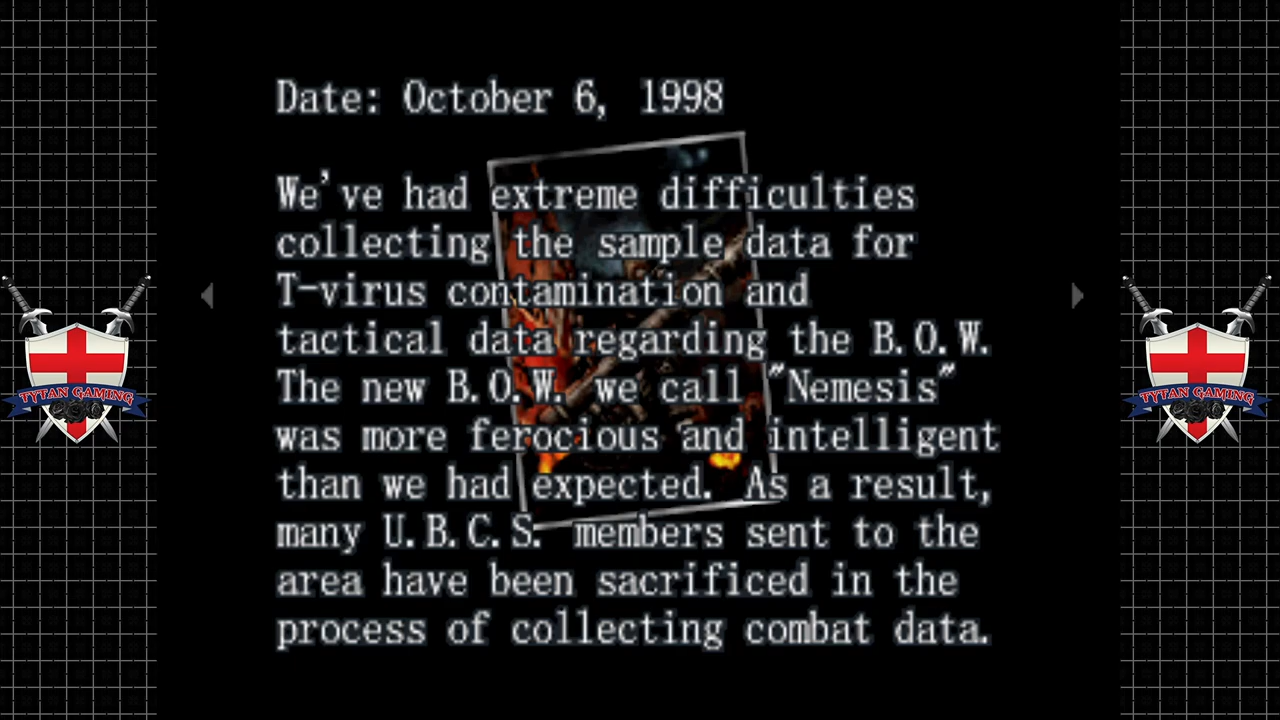 Date: October 6, 1998
We've had extreme difficulties
collecting the sample data for
T-virus contamination and
tactical data regarding the B.O.W.
The new B.O.W. we call "Nemesis"
was more ferocious and intelligent
than we had expected. As a result,
many U.B.C.S. members sent to the
area have been sacrificed in the
process of collecting combat data.
TYTAN GAMING
TYTAN GAMING